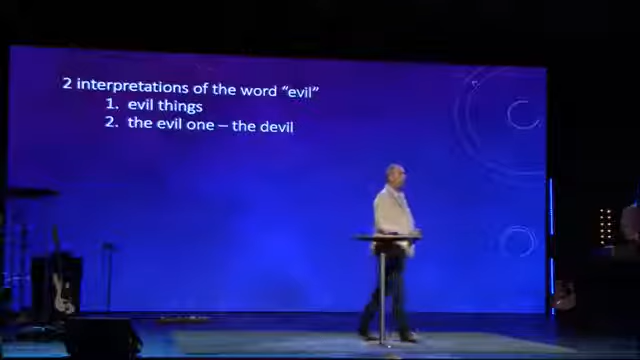 2 interpretations of the word “evil”
1. evil things
2. the evil one – the devil